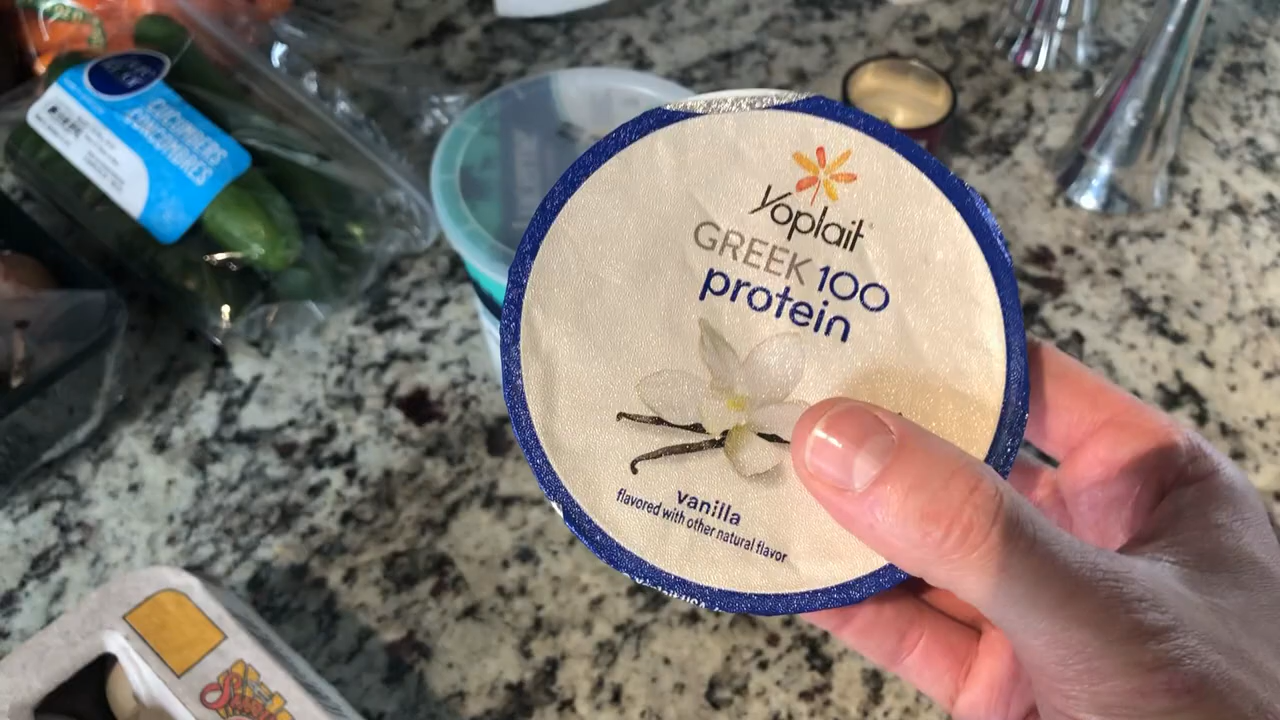 CUCUMBERS
CONCOMBRES
Yoplait
GREEK 100
protein
vanilla
flavored with other natural flavor